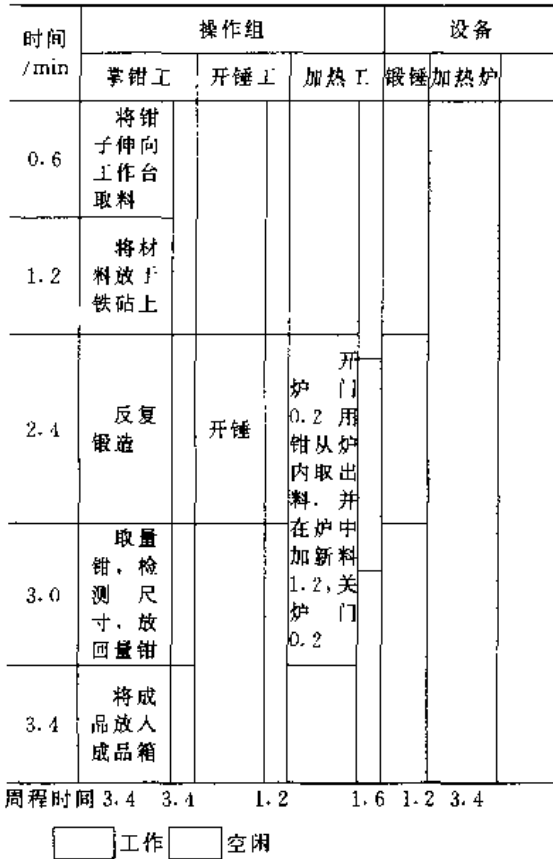 时间
/min
操作组
设备
掌钳工
开锤工
加热工
锻锤
加热炉
0.6
将钳
子伸向
工作台
取料
1.2
将材
料放于
铁砧上
2.4
反复
锻造
开锤
开
炉门
0.2用
钳从炉
内取出
料.并
在炉中
加新料
1.2,关
炉门
0.2
3.0
取量
钳、检
测尺
寸、放
回量钳
3.4
将成
品放入
成品箱
周程时间 3.4 3.4 1.2 1.6 1.2 3.4
工作 空闲